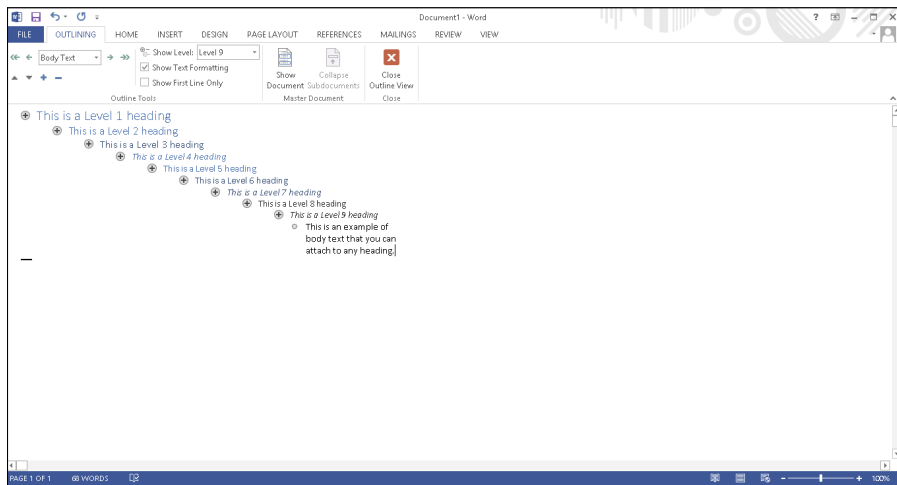 Document1 - Word
FILE OUTLINING HOME INSERT DESIGN PAGE LAYOUT REFERENCES MAILINGS REVIEW VIEW
Body Text
Show Level: Level 9
Show Text Formatting
Show First Line Only
Outline Tools
Show Document
Collapse Subdocuments
Master Document
Close Outline View
Close
This is a Level 1 heading
This is a Level 2 heading
This is a Level 3 heading
This is a Level 4 heading
This is a Level 5 heading
This is a Level 6 heading
This is a Level 7 heading
This is a Level 8 heading
This is a Level 9 heading
This is an example of
body text that you can
attach to any heading.
PAGE 1 OF 1 68 WORDS 100%